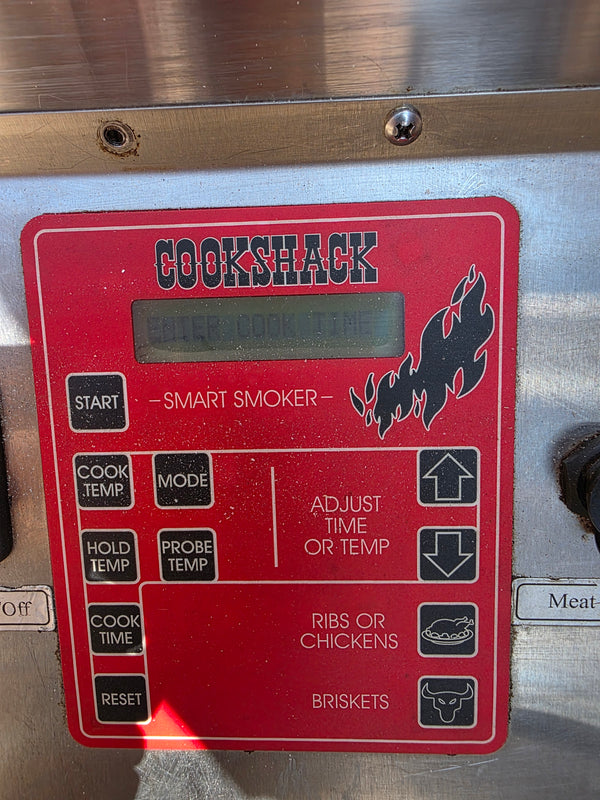 COOKSHACK
ENTER COOK TIME
START
-SMART SMOKER-
COOK
TEMP
MODE
ADJUST
TIME
OR TEMP
HOLD
TEMP
PROBE
TEMP
/Off
Meat-
COOK
TIME
RIBS OR
CHICKENS
RESET
BRISKETS